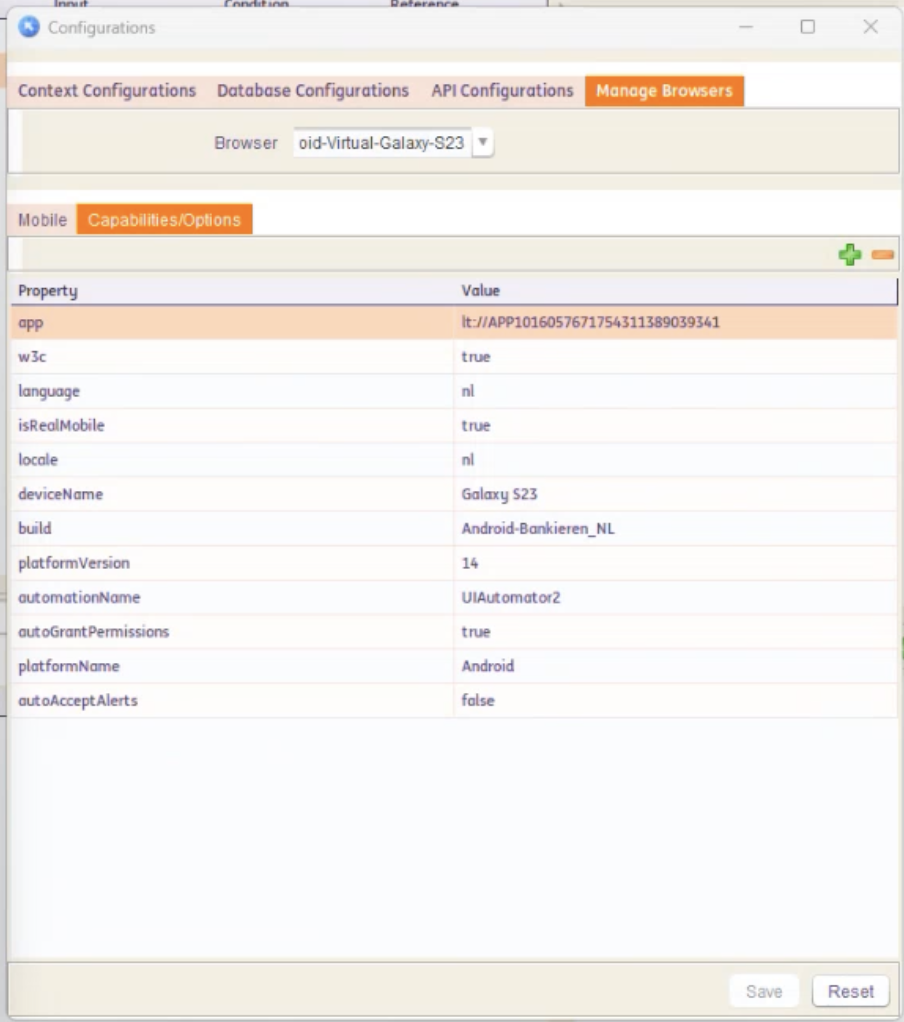 Input Condition Reference
Configurations
Context Configurations Database Configurations API Configurations Manage Browsers
Browser oid-Virtual-Galaxy-S23
Mobile Capabilities/Options
Property Value
app lt://APP1016057671754311389039341
w3c true
language nl
isRealMobile true
locale nl
deviceName Galaxy S23
build Android-Bankieren_NL
platformVersion 14
automationName UIAutomator2
autoGrantPermissions true
platformName Android
autoAcceptAlerts false
Save Reset